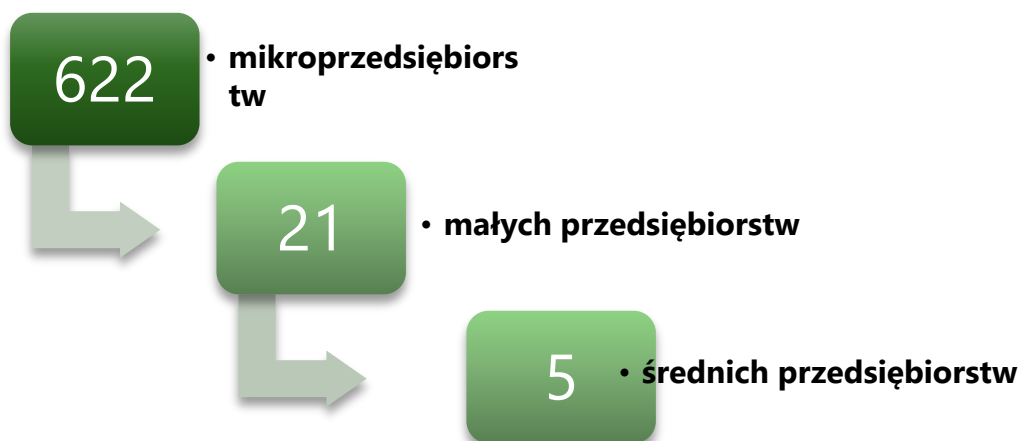 622
• mikroprzedsiębiors
tw
21
• małych przedsiębiorstw
5
• średnich przedsiębiorstw